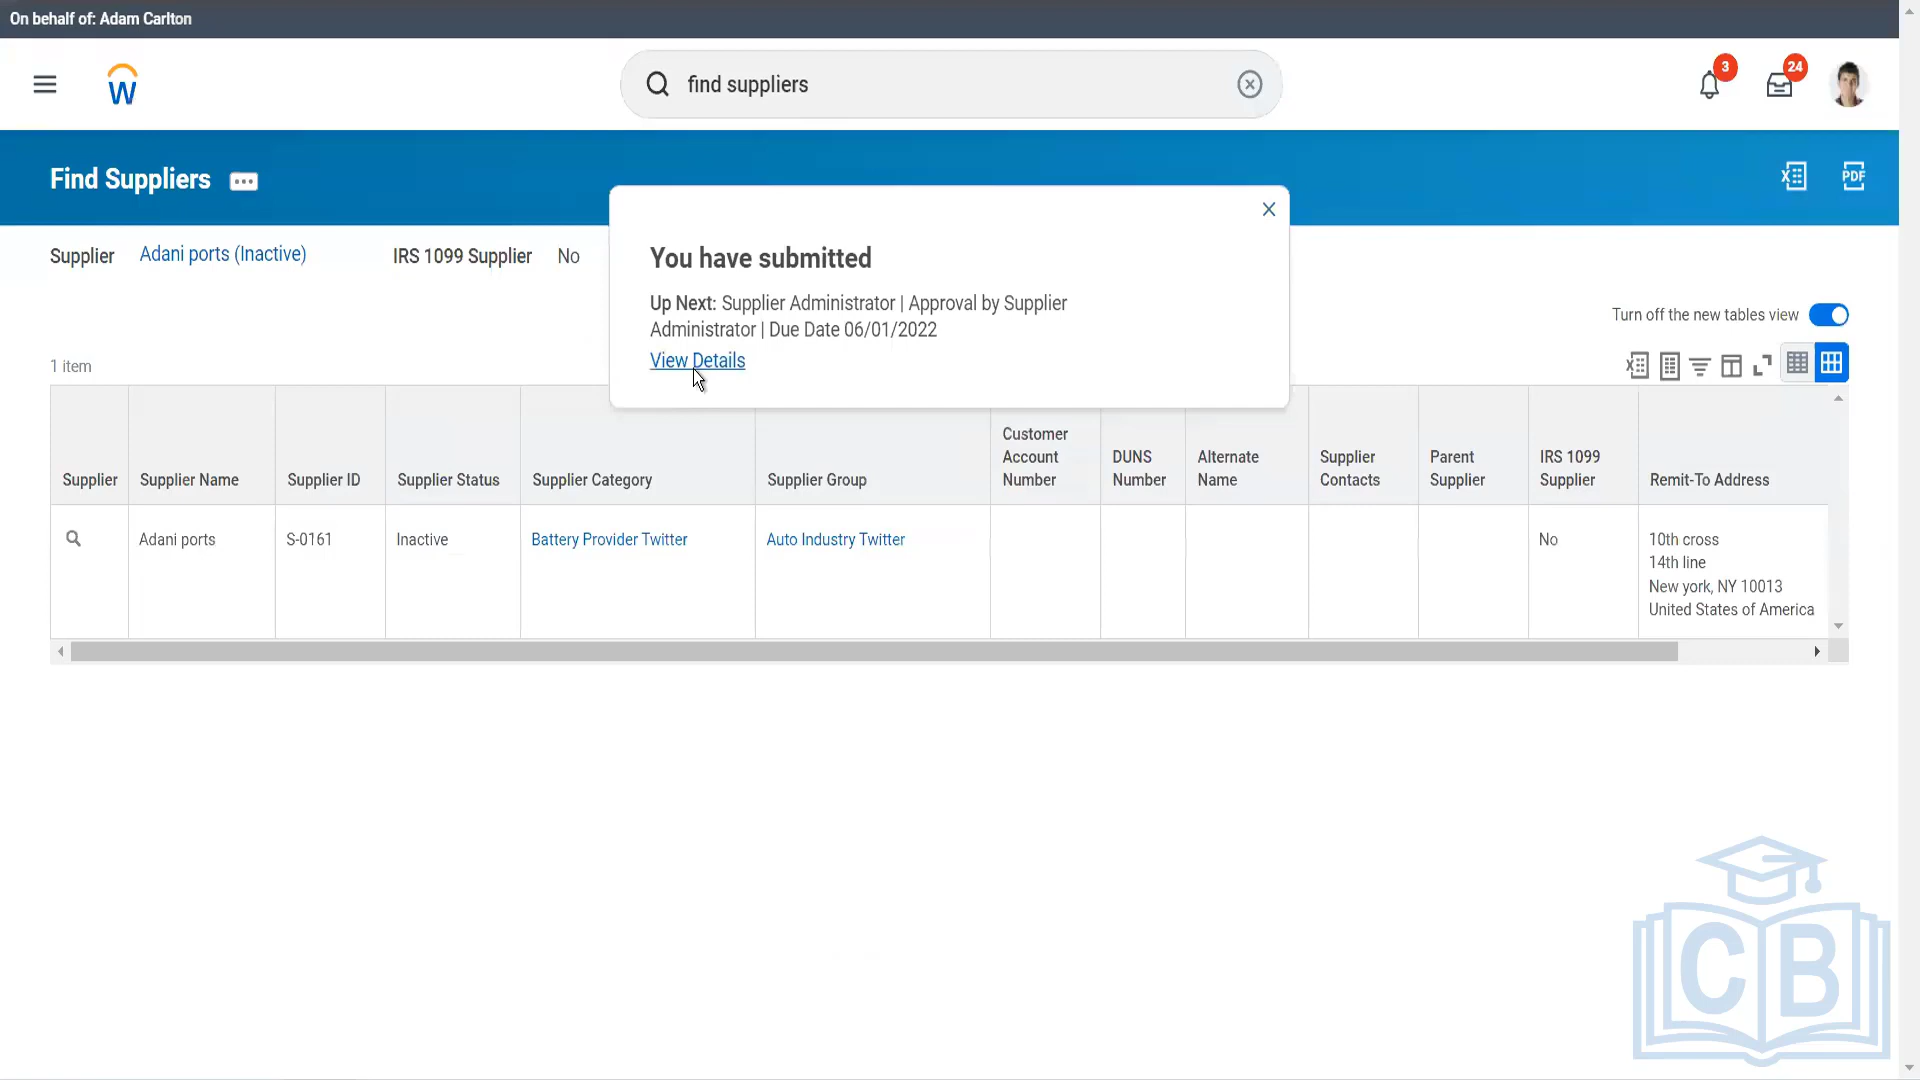 On behalf of: Adam Carlton
W
find suppliers
3
24
Find Suppliers
X
PDF
Supplier
Adani ports (Inactive)
IRS 1099 Supplier
No
You have submitted
Up Next: Supplier Administrator | Approval by Supplier
Administrator | Due Date 06/01/2022
View Details
Turn off the new tables view
1 item
X
Supplier
Supplier Name
Supplier ID
Supplier Status
Supplier Category
Supplier Group
Customer
Account
Number
DUNS
Number
Alternate
Name
Supplier
Contacts
Parent
Supplier
IRS 1099
Supplier
Remit-To Address
Adani ports
S-0161
Inactive
Battery Provider Twitter
Auto Industry Twitter
No
10th cross
14th line
New york, NY 10013
United States of America
CB